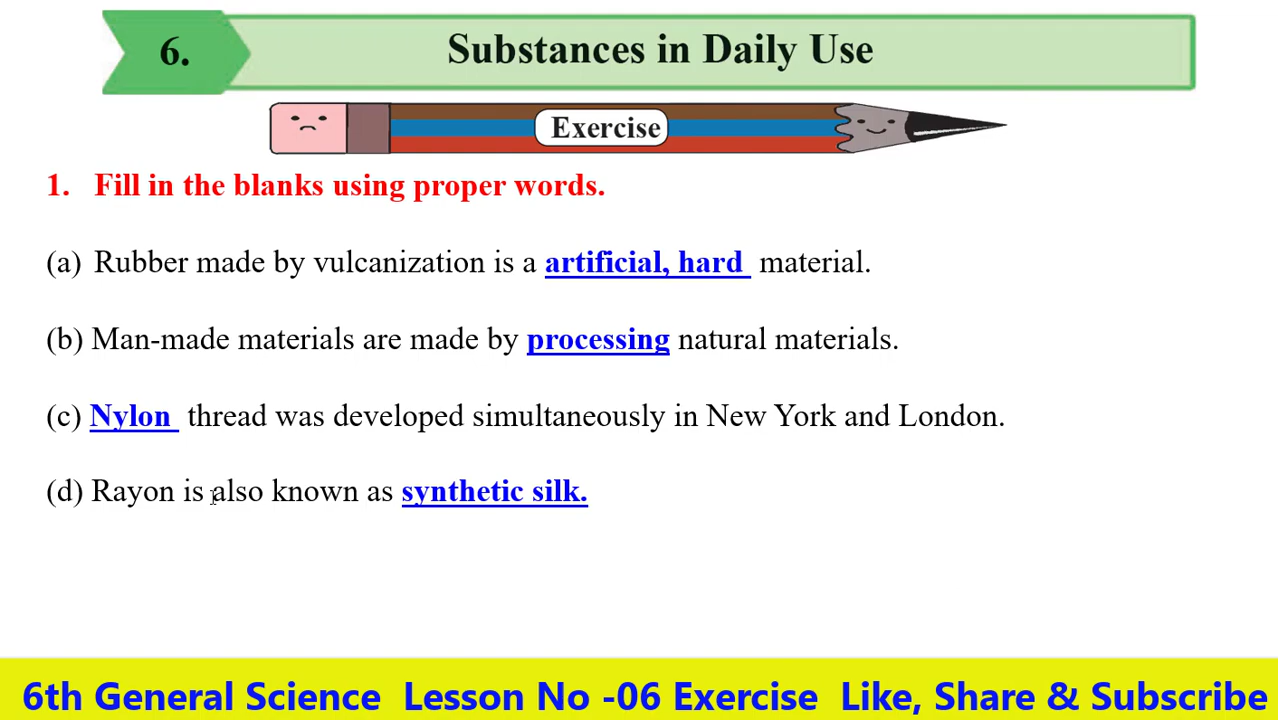 6.
Substances in Daily Use
Exercise
1. Fill in the blanks using proper words.
(a) Rubber made by vulcanization is a artificial, hard material.
(b) Man-made materials are made by processing natural materials.
(c) Nylon thread was developed simultaneously in New York and London.
(d) Rayon is also known as synthetic silk.
6th General Science Lesson No -06 Exercise Like, Share & Subscribe